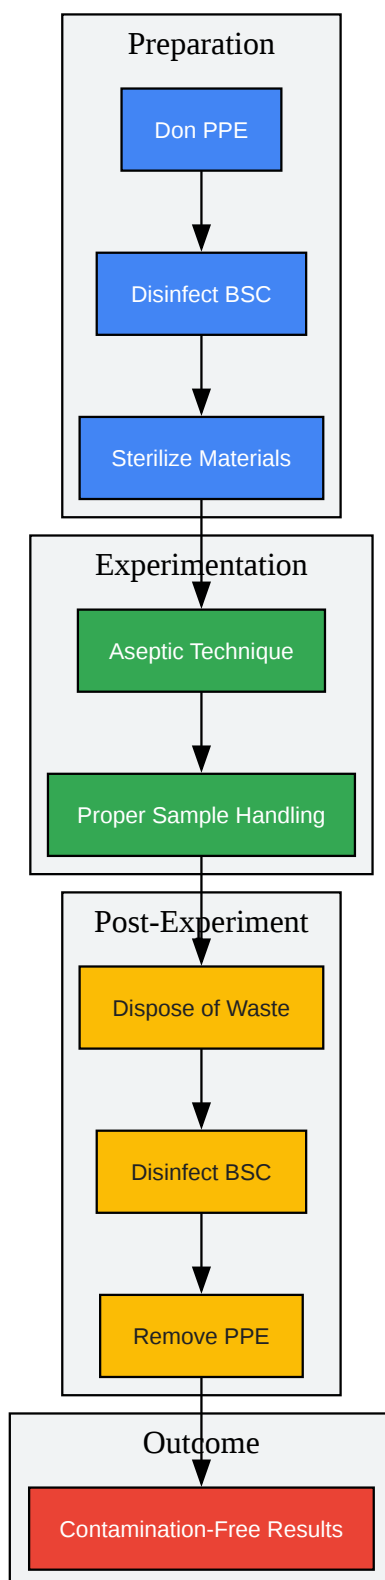 Preparation
Don PPE
Disinfect BSC
Sterilize Materials
Experimentation
Aseptic Technique
Proper Sample Handling
Post-Experiment
Dispose of Waste
Disinfect BSC
Remove PPE
Outcome
Contamination-Free Results